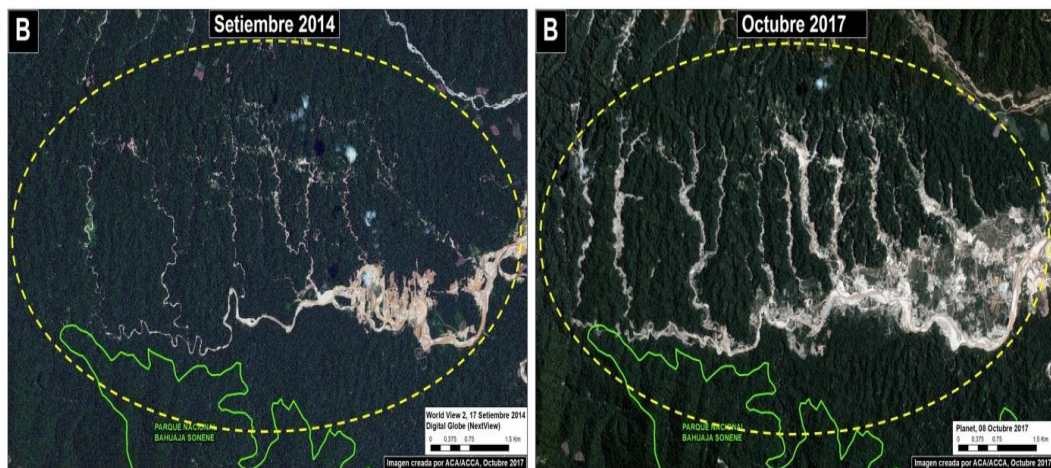 B
Setiembre 2014
PARQUE NACIONAL
BAHUAJA SONENE
World View 2, 17 Setiembre 2014
Digital Globe (NextView)
0 0.375 0.75 1.5 Km
Imagen creada por ACA/ACCA, Octubre 2017
B
Octubre 2017
PARQUE NACIONAL
BAHUAJA SONENE
Planet, 08 Octubre 2017
0 0.375 0.75 1.5 Km
Imagen creada por ACA/ACCA, Octubre 2017